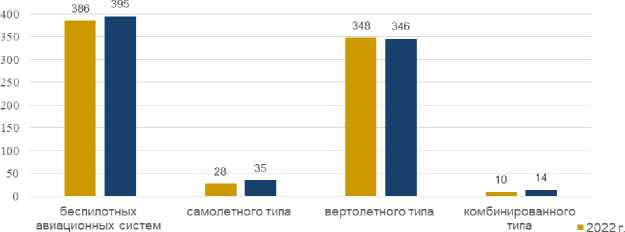 386 395
400
350
348 346
300
250
200
150
100
50
28 35
10 14
0
беспилотных
авиационных систем
самолетного типа
вертолетного типа
комбинированного
типа
2022 г.